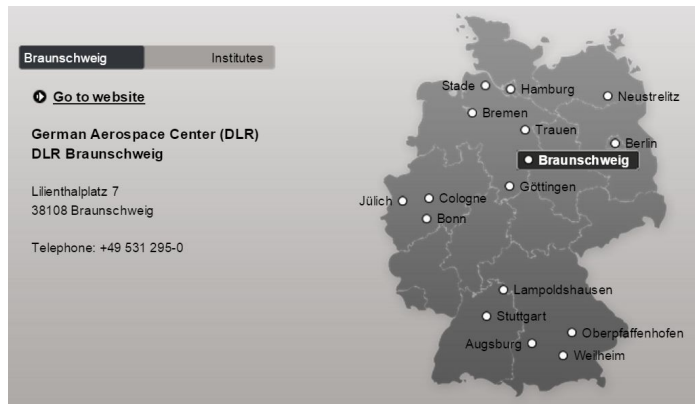 Braunschweig Institutes
Go to website
German Aerospace Center (DLR)
DLR Braunschweig
Lilienthalplatz 7
38108 Braunschweig
Telephone: +49 531 295-0
Stade
Hamburg
Neustrelitz
Bremen
Trauen
Berlin
Braunschweig
Göttingen
Jülich
Cologne
Bonn
Lampoldshausen
Stuttgart
Oberpfaffenhofen
Augsburg
Weilheim